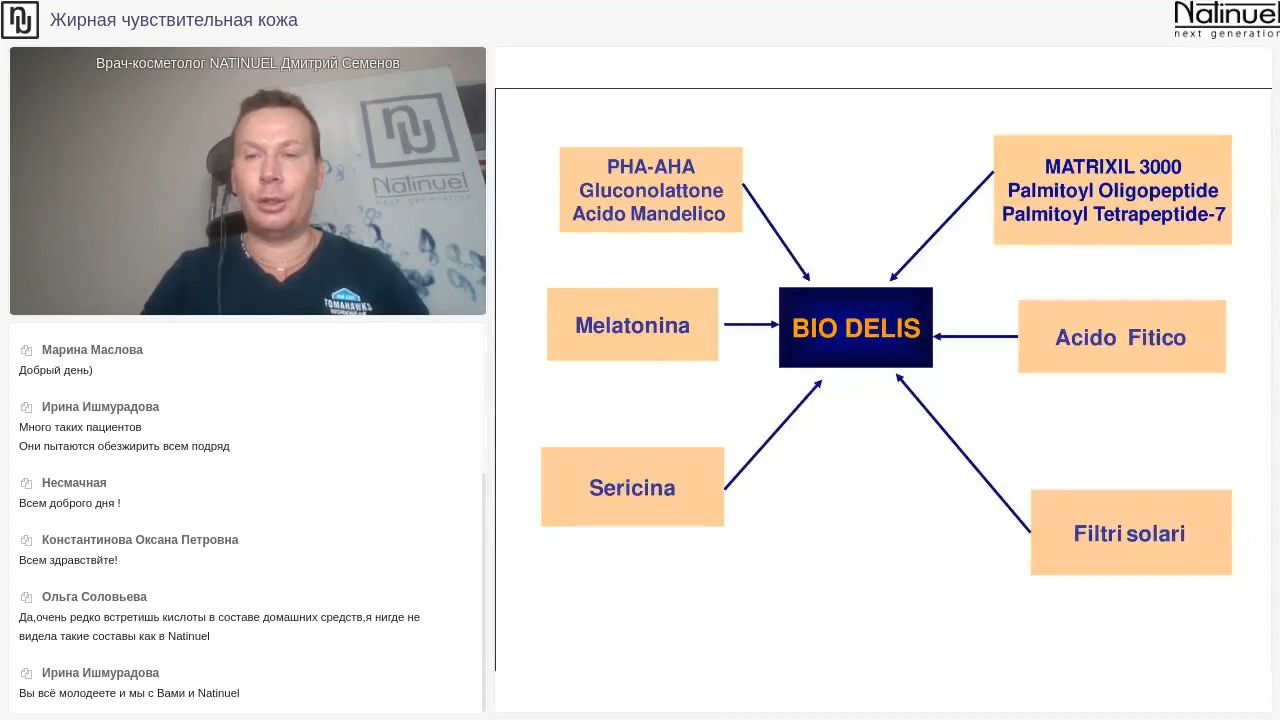 Жирная чувствительная кожа
Natinuel
next generation
Врач-косметолог NATINUEL Дмитрий Семенов
Natinuel
next generation
TOMAHAWKS
Марина Маслова
Добрый день)
Ирина Ишмурадова
Много таких пациентов
Они пытаются обезжирить всем подряд
Несмачная
Всем доброго дня !
Константинова Оксана Петровна
Всем здравствйте!
Ольга Соловьева
Да,очень редко встретишь кислоты в составе домашних средств,я нигде не
видела такие составы как в Natinuel
Ирина Ишмурадова
Вы всё молодеете и мы с Вами и Natinuel
PHA-AHA
Gluconolattone
Acido Mandelico
MATRIXIL 3000
Palmitoyl Oligopeptide
Palmitoyl Tetrapeptide-7
Melatonina
BIO DELIS
Acido Fitico
Sericina
Filtri solari